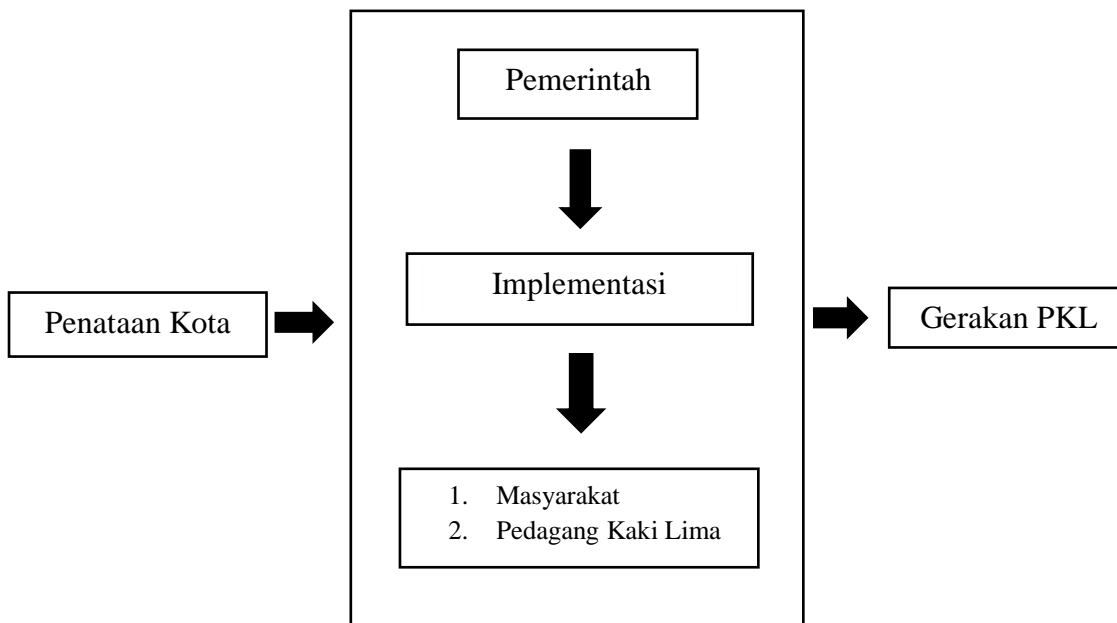 Pemerintah
Implementasi
Penataan Kota
Gerakan PKL
1. Masyarakat
2. Pedagang Kaki Lima